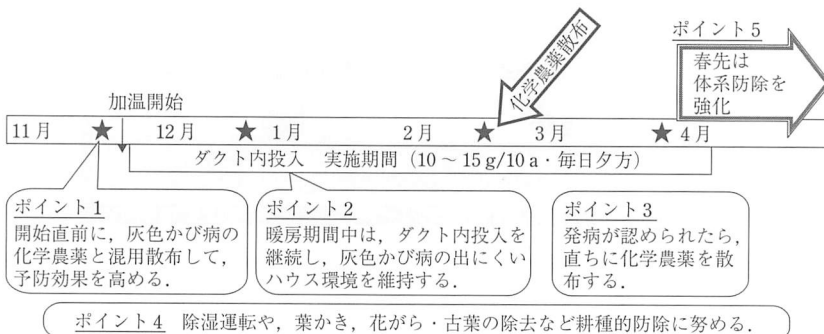 化学農薬散布
ポイント5
春先は
体系防除を
強化
加温開始
11月 ★ 12月 ★ 1月 2月 ★ 3月 ★ 4月
ダクト内投入 実施期間（10～15 g/10 a・毎日夕方）
ポイント1
開始直前に，灰色かび病の
化学農薬と混用散布して，
予防効果を高める．
ポイント2
暖房期間中は，ダクト内投入を
継続し，灰色かび病の出にくい
ハウス環境を維持する．
ポイント3
発病が認められたら，
直ちに化学農薬を散
布する．
ポイント4 除湿運転や，葉かき，花がら・古葉の除去など耕種的防除に努める．